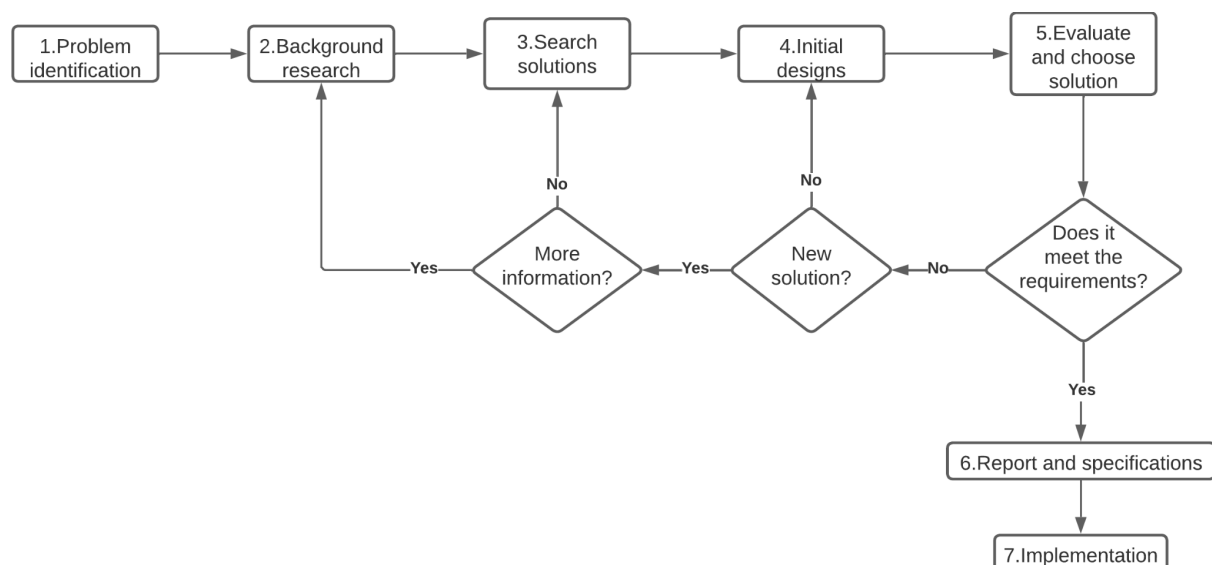 1.Problem
identification
2.Background
research
3.Search
solutions
4.Initial
designs
5.Evaluate
and choose
solution
No
No
More
information?
New
solution?
Does it
meet the
requirements?
Yes
Yes
No
Yes
6.Report and specifications
7.Implementation